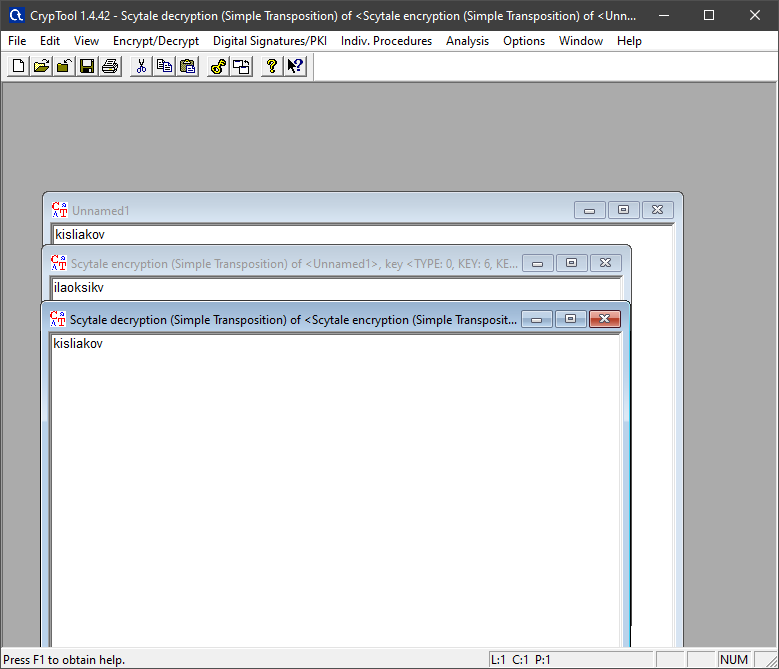 CrypTool 1.4.42 - Scytale decryption (Simple Transposition) of <Scytale encryption (Simple Transposition) of <Unn...
File Edit View Encrypt/Decrypt Digital Signatures/PKI Indiv. Procedures Analysis Options Window Help
Unnamed1
kisliakov
Scytale encryption (Simple Transposition) of <Unnamed1>, key <TYPE: 0, KEY: 6, KE...
ilaoksikv
Scytale decryption (Simple Transposition) of <Scytale encryption (Simple Transposit...
kisliakov
Press F1 to obtain help. L:1 C:1 P:1 NUM